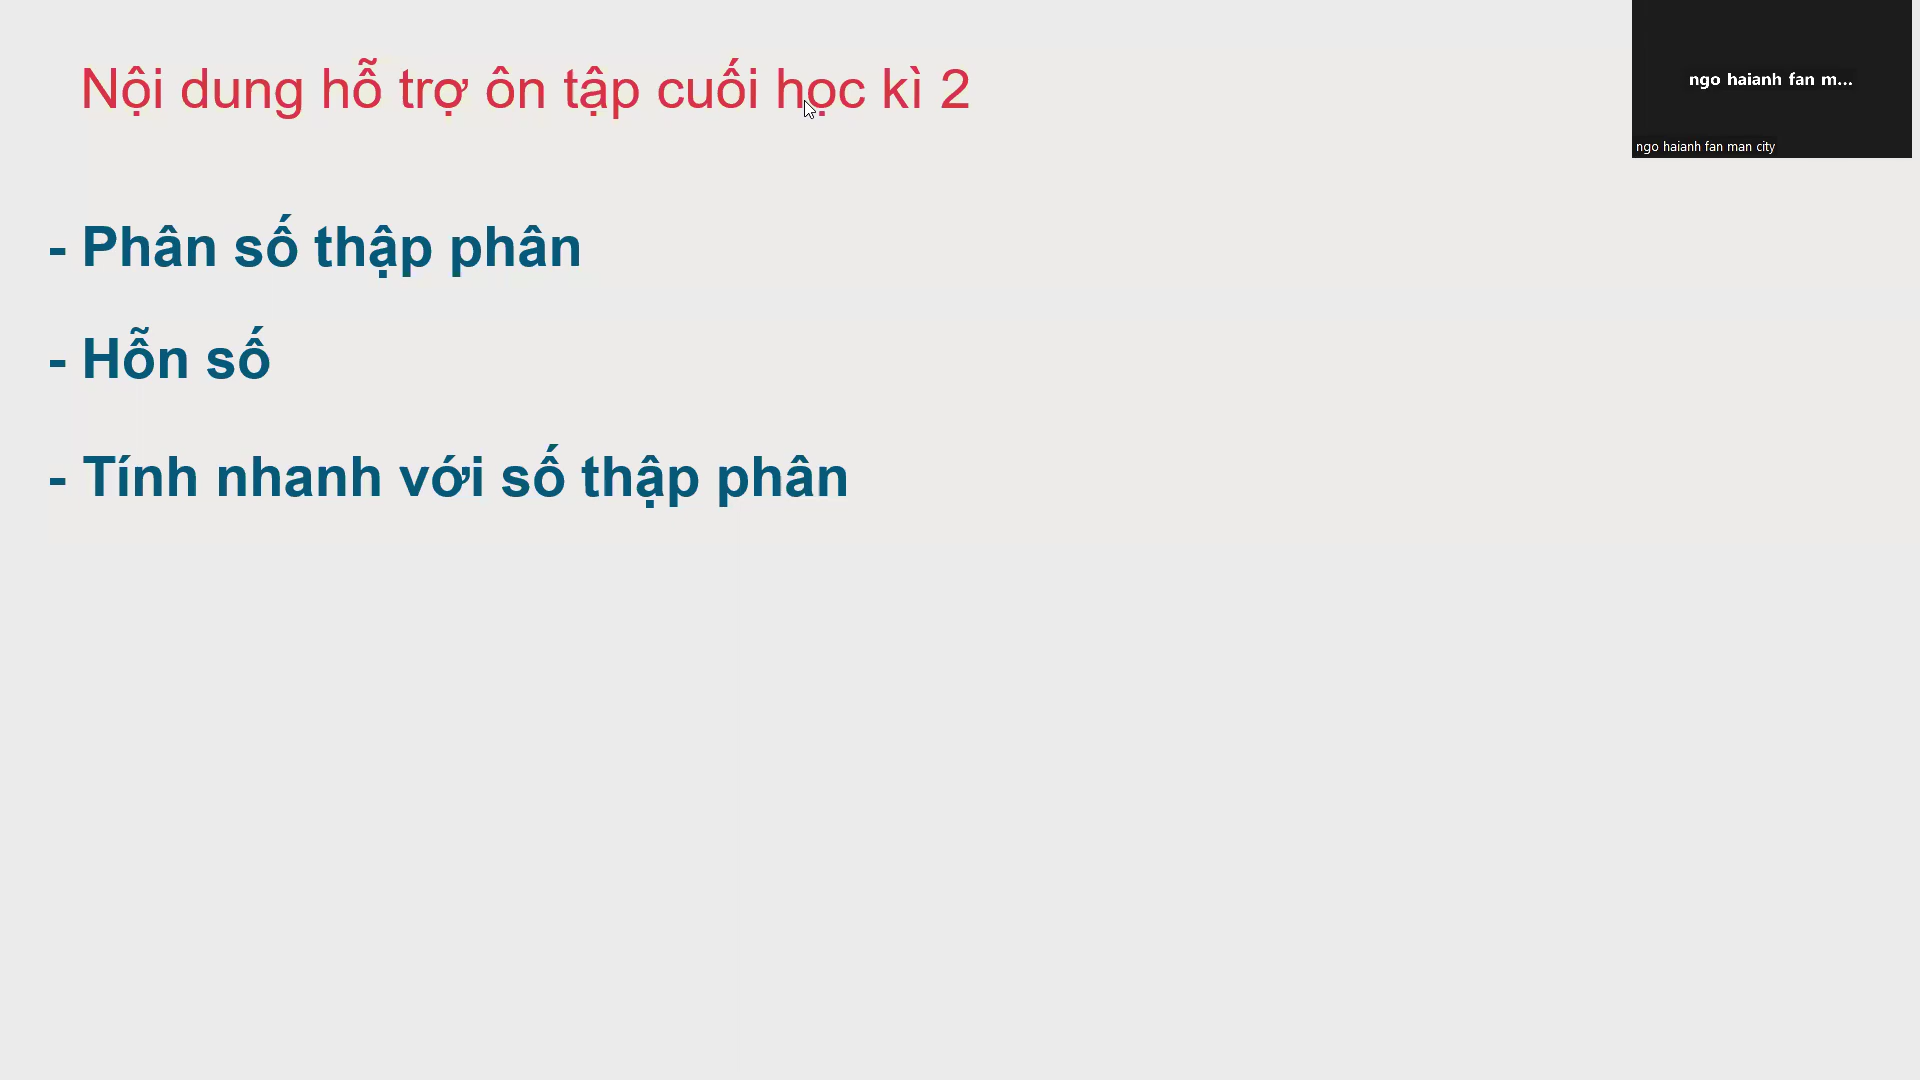 Nội dung hỗ trợ ôn tập cuối học kì 2
ngo haianh fan m...
ngo haianh fan man city
- Phân số thập phân
- Hỗn số
- Tính nhanh với số thập phân